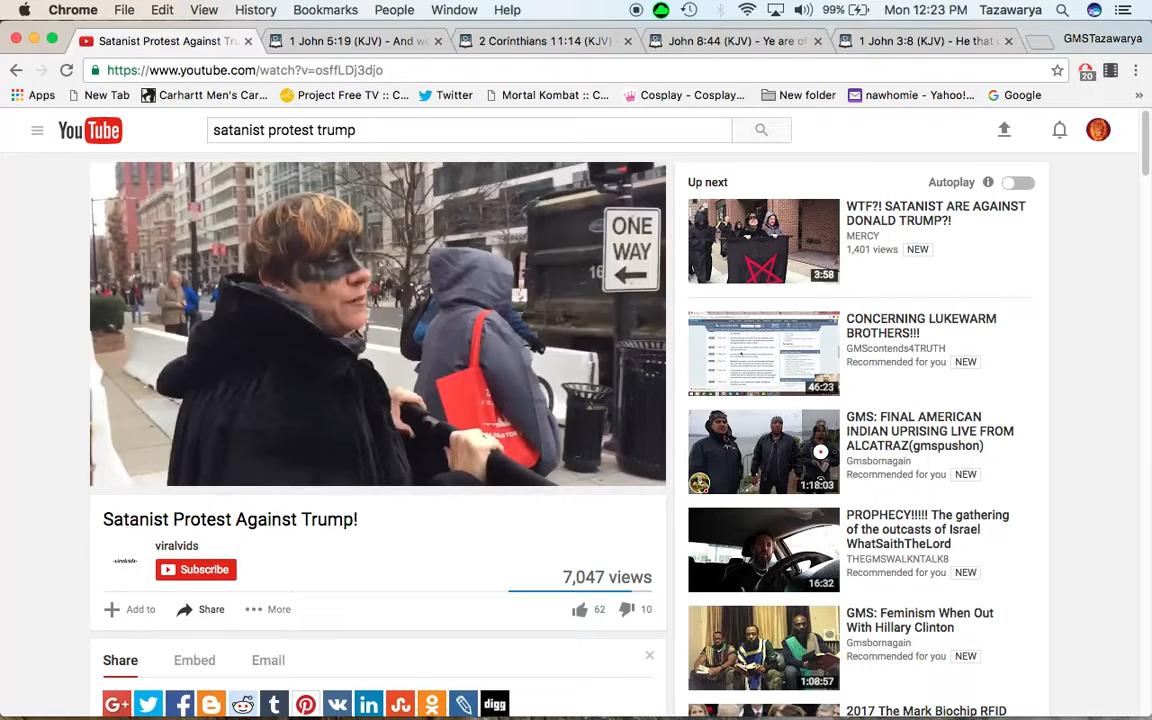 Chrome File Edit View History Bookmarks People Window Help 99% Mon 12:23 PM Tazawarya
Satanist Protest Against Tru
1 John 5:19 (KJV) - And we
2 Corinthians 11:14 (KJV) -
John 8:44 (KJV) - Ye are of
1 John 3:8 (KJV) - He that c
GMSTazawarya
https://www.youtube.com/watch?v=osffLDj3djo
20
Apps New Tab Carhartt Men's Car... Project Free TV :: C... Twitter Mortal Kombat :: C... Cosplay - Cosplay... New folder nawhomie - Yahoo!... Google »
YouTube
satanist protest trump
ONE
WAY
Satanist Protest Against Trump!
viralvids
viralvids
Subscribe
7,047 views
Add to Share More
62 10
Share Embed Email
G+ f t vk in digg
Up next
Autoplay
WTF?! SATANIST ARE AGAINST
DONALD TRUMP?!
MERCY
1,401 views NEW
3:58
CONCERNING LUKEWARM
BROTHERS!!!
GMScontends4TRUTH
Recommended for you NEW
46:23
GMS: FINAL AMERICAN
INDIAN UPRISING LIVE FROM
ALCATRAZ(gmspushon)
Gmsbornagain
Recommended for you NEW
1:18:03
PROPHECY!!!!! The gathering
of the outcasts of Israel
WhatSaithTheLord
THEGMSWALKNTALK8
Recommended for you NEW
16:32
GMS: Feminism When Out
With Hillary Clinton
Gmsbornagain
Recommended for you NEW
1:08:57
2017 The Mark Biochip RFID